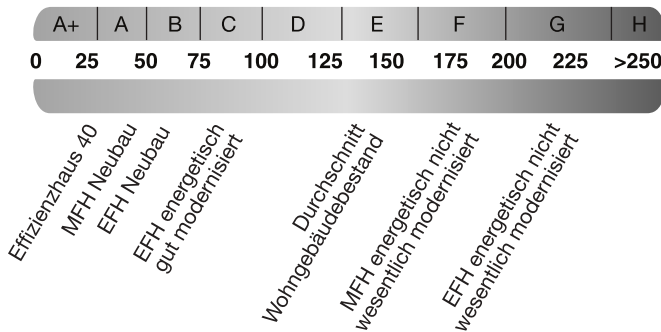 A+ A B C D E F G H
0 25 50 75 100 125 150 175 200 225 >250
Effizienzhaus 40
MFH Neubau
EFH Neubau
EFH energetisch
gut modernisiert
Durchschnitt
Wohngebäudebestand
MFH energetisch nicht
wesentlich modernisiert
EFH energetisch nicht
wesentlich modernisiert